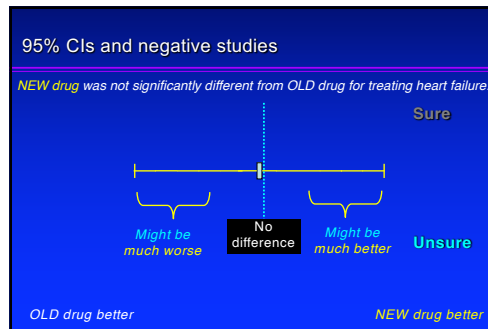 95% CIs and negative studies
NEW drug was not significantly different from OLD drug for treating heart failure.
Sure
Might be
much worse
No
difference
Might be
much better
Unsure
OLD drug better
NEW drug better